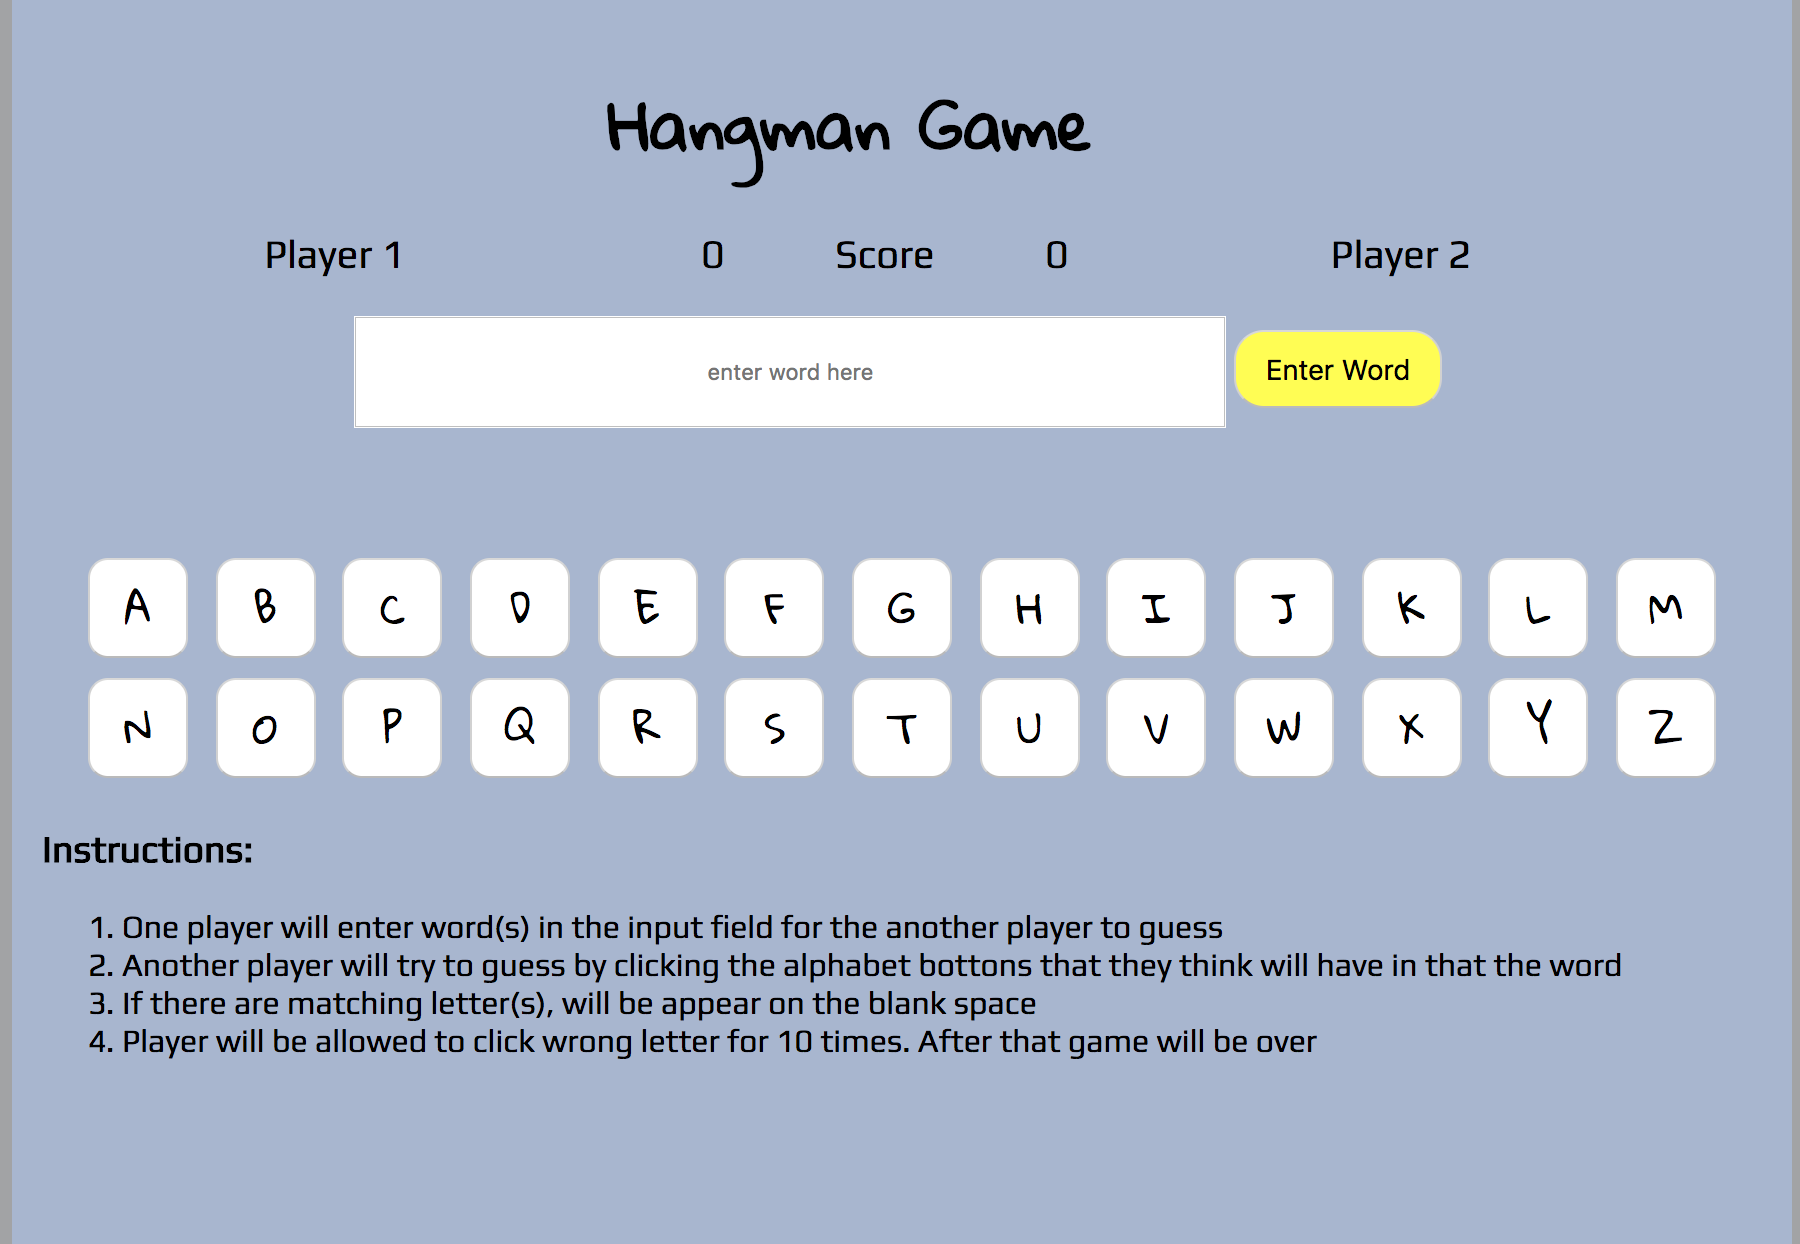 Hangman Game
Player 1 0 Score 0 Player 2
enter word here Enter Word
A B C D E F G H I J K L M
N O P Q R S T U V W X Y Z
Instructions:
1. One player will enter word(s) in the input field for the another player to guess
2. Another player will try to guess by clicking the alphabet bottons that they think will have in that the word
3. If there are matching letter(s), will be appear on the blank space
4. Player will be allowed to click wrong letter for 10 times. After that game will be over